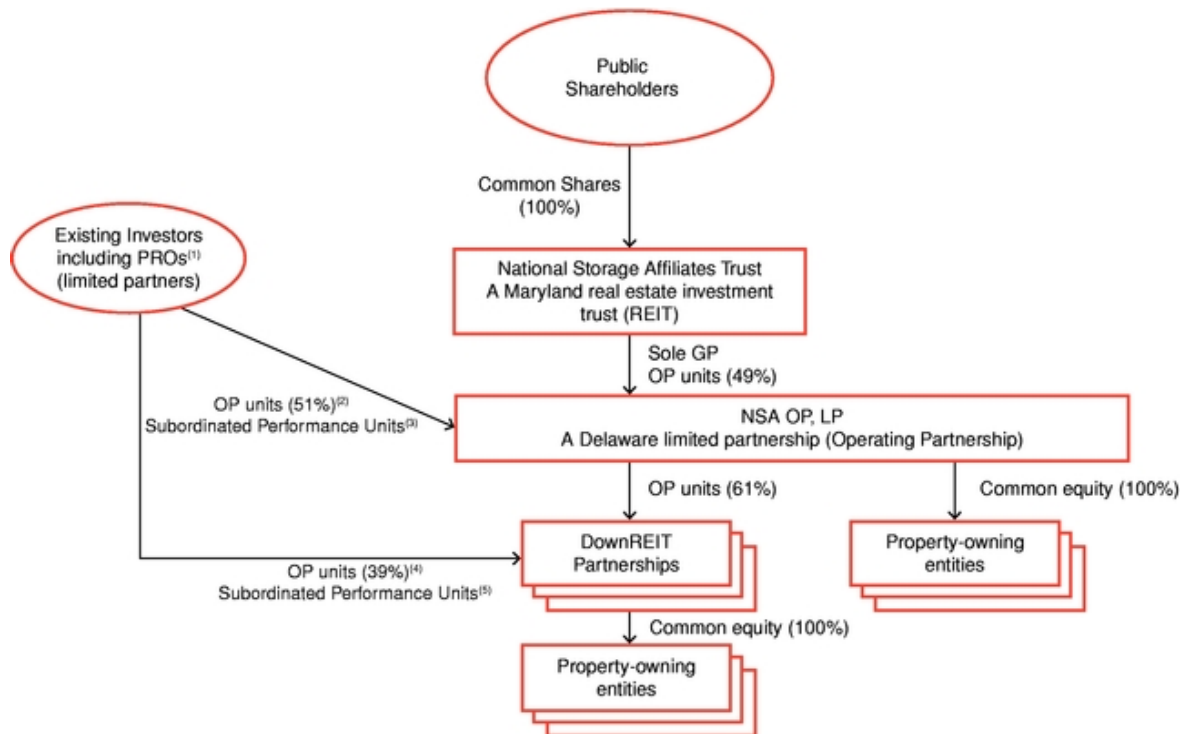 Public
Shareholders
Common Shares
(100%)
Existing Investors
including PROs(1)
(limited partners)
National Storage Affiliates Trust
A Maryland real estate investment
trust (REIT)
Sole GP
OP units (49%)
OP units (51%)(2)
Subordinated Performance Units(3)
NSA OP, LP
A Delaware limited partnership (Operating Partnership)
OP units (61%)
Common equity (100%)
DownREIT
Partnerships
Property-owning
entities
OP units (39%)(4)
Subordinated Performance Units(5)
Common equity (100%)
Property-owning
entities